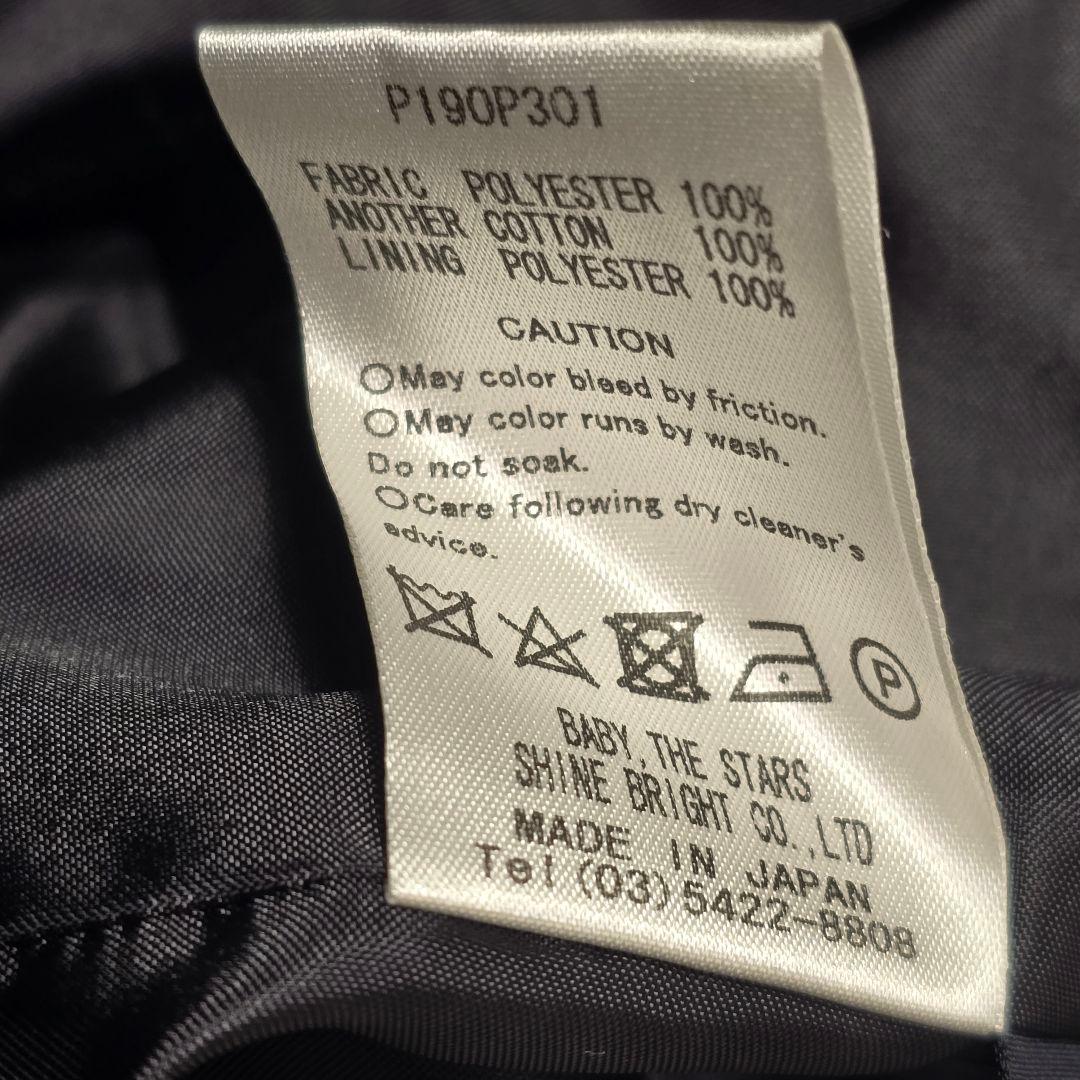 P190P301
FABRIC POLYESTER 100%
ANOTHER COTTON 100%
LINING POLYESTER 100%
CAUTION
○May color bleed by friction.
○May color runs by wash.
Do not soak.
○Care following dry cleaner's
advice.
P
BABY,THE STARS
SHINE BRIGHT CO.,LTD
MADE IN JAPAN
Tel (03)5422-8808